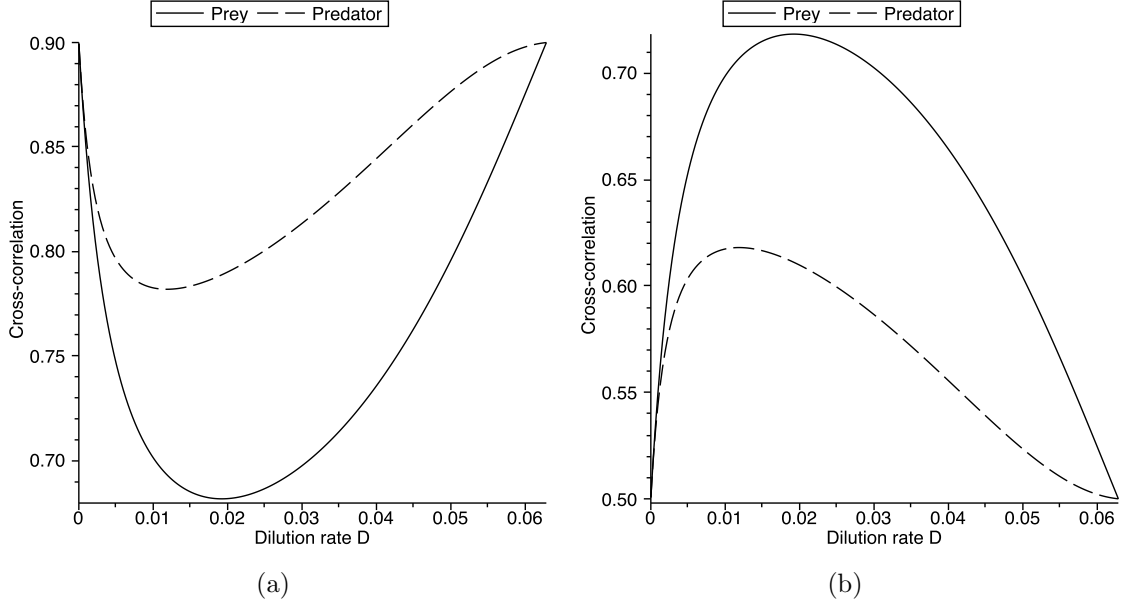 Prey Predator
0.90
0.85
0.80
0.75
0.70
Cross-correlation
0 0.01 0.02 0.03 0.04 0.05 0.06
Dilution rate D
(a)
Prey Predator
0.70
0.65
0.60
0.55
0.50
Cross-correlation
0 0.01 0.02 0.03 0.04 0.05 0.06
Dilution rate D
(b)